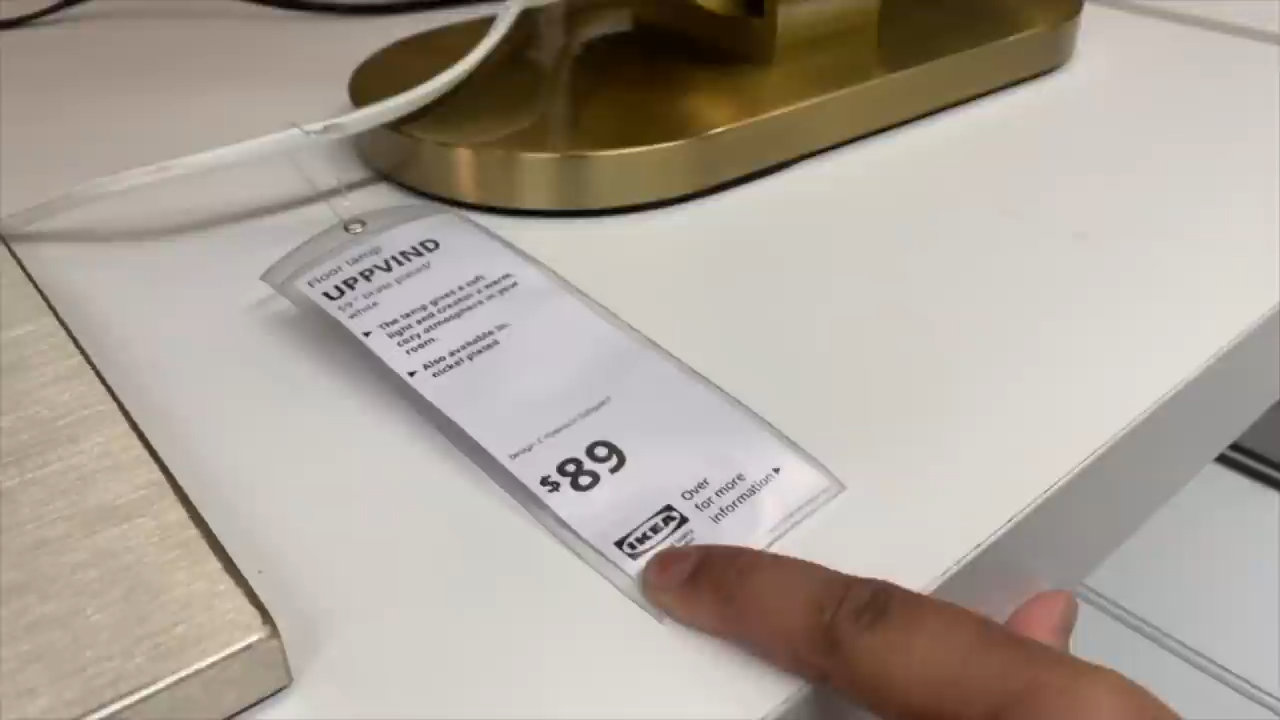 Floor lamp
UPPVIND
59" brass plated/
white
▶ The lamp gives a soft
light and creates a warm,
cozy atmosphere in your
room.
▶ Also available in
nickel plated
$89
IKEA
Over
for more
information ▶